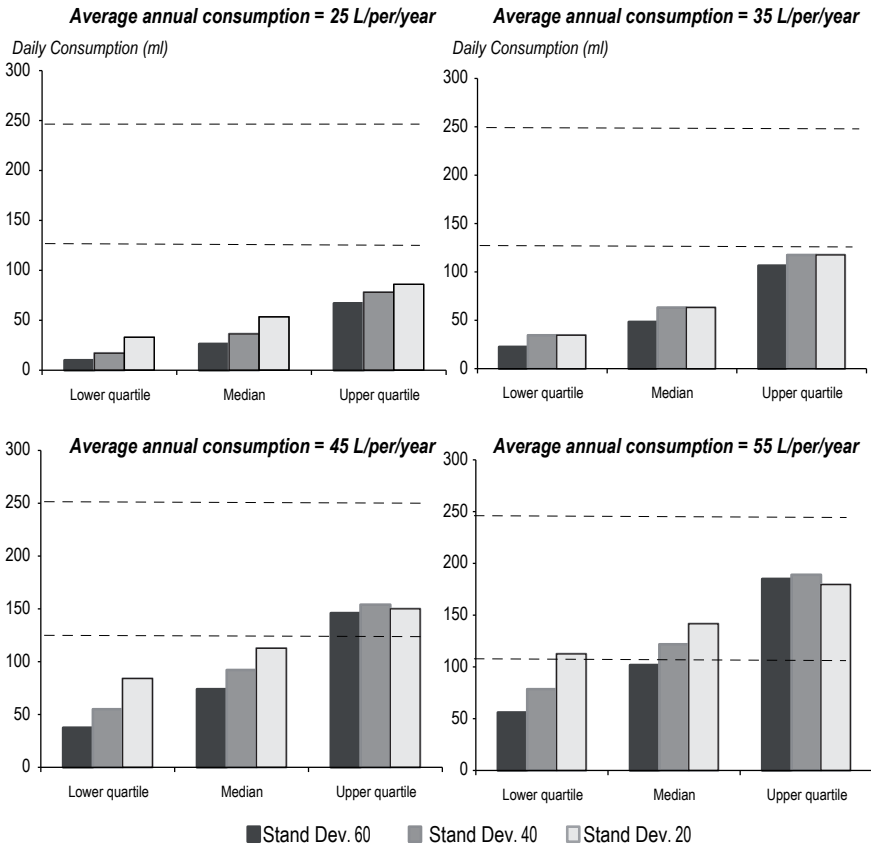 Average annual consumption = 25 L/per/year
Daily Consumption (ml)
300
250
200
150
100
50
0
Lower quartile Median Upper quartile
Average annual consumption = 35 L/per/year
300
250
200
150
100
50
0
Lower quartile Median Upper quartile
Average annual consumption = 45 L/per/year
300
250
200
150
100
50
0
Lower quartile Median Upper quartile
Average annual consumption = 55 L/per/year
300
250
200
150
100
50
0
Lower quartile Median Upper quartile
Stand Dev. 60 Stand Dev. 40 Stand Dev. 20